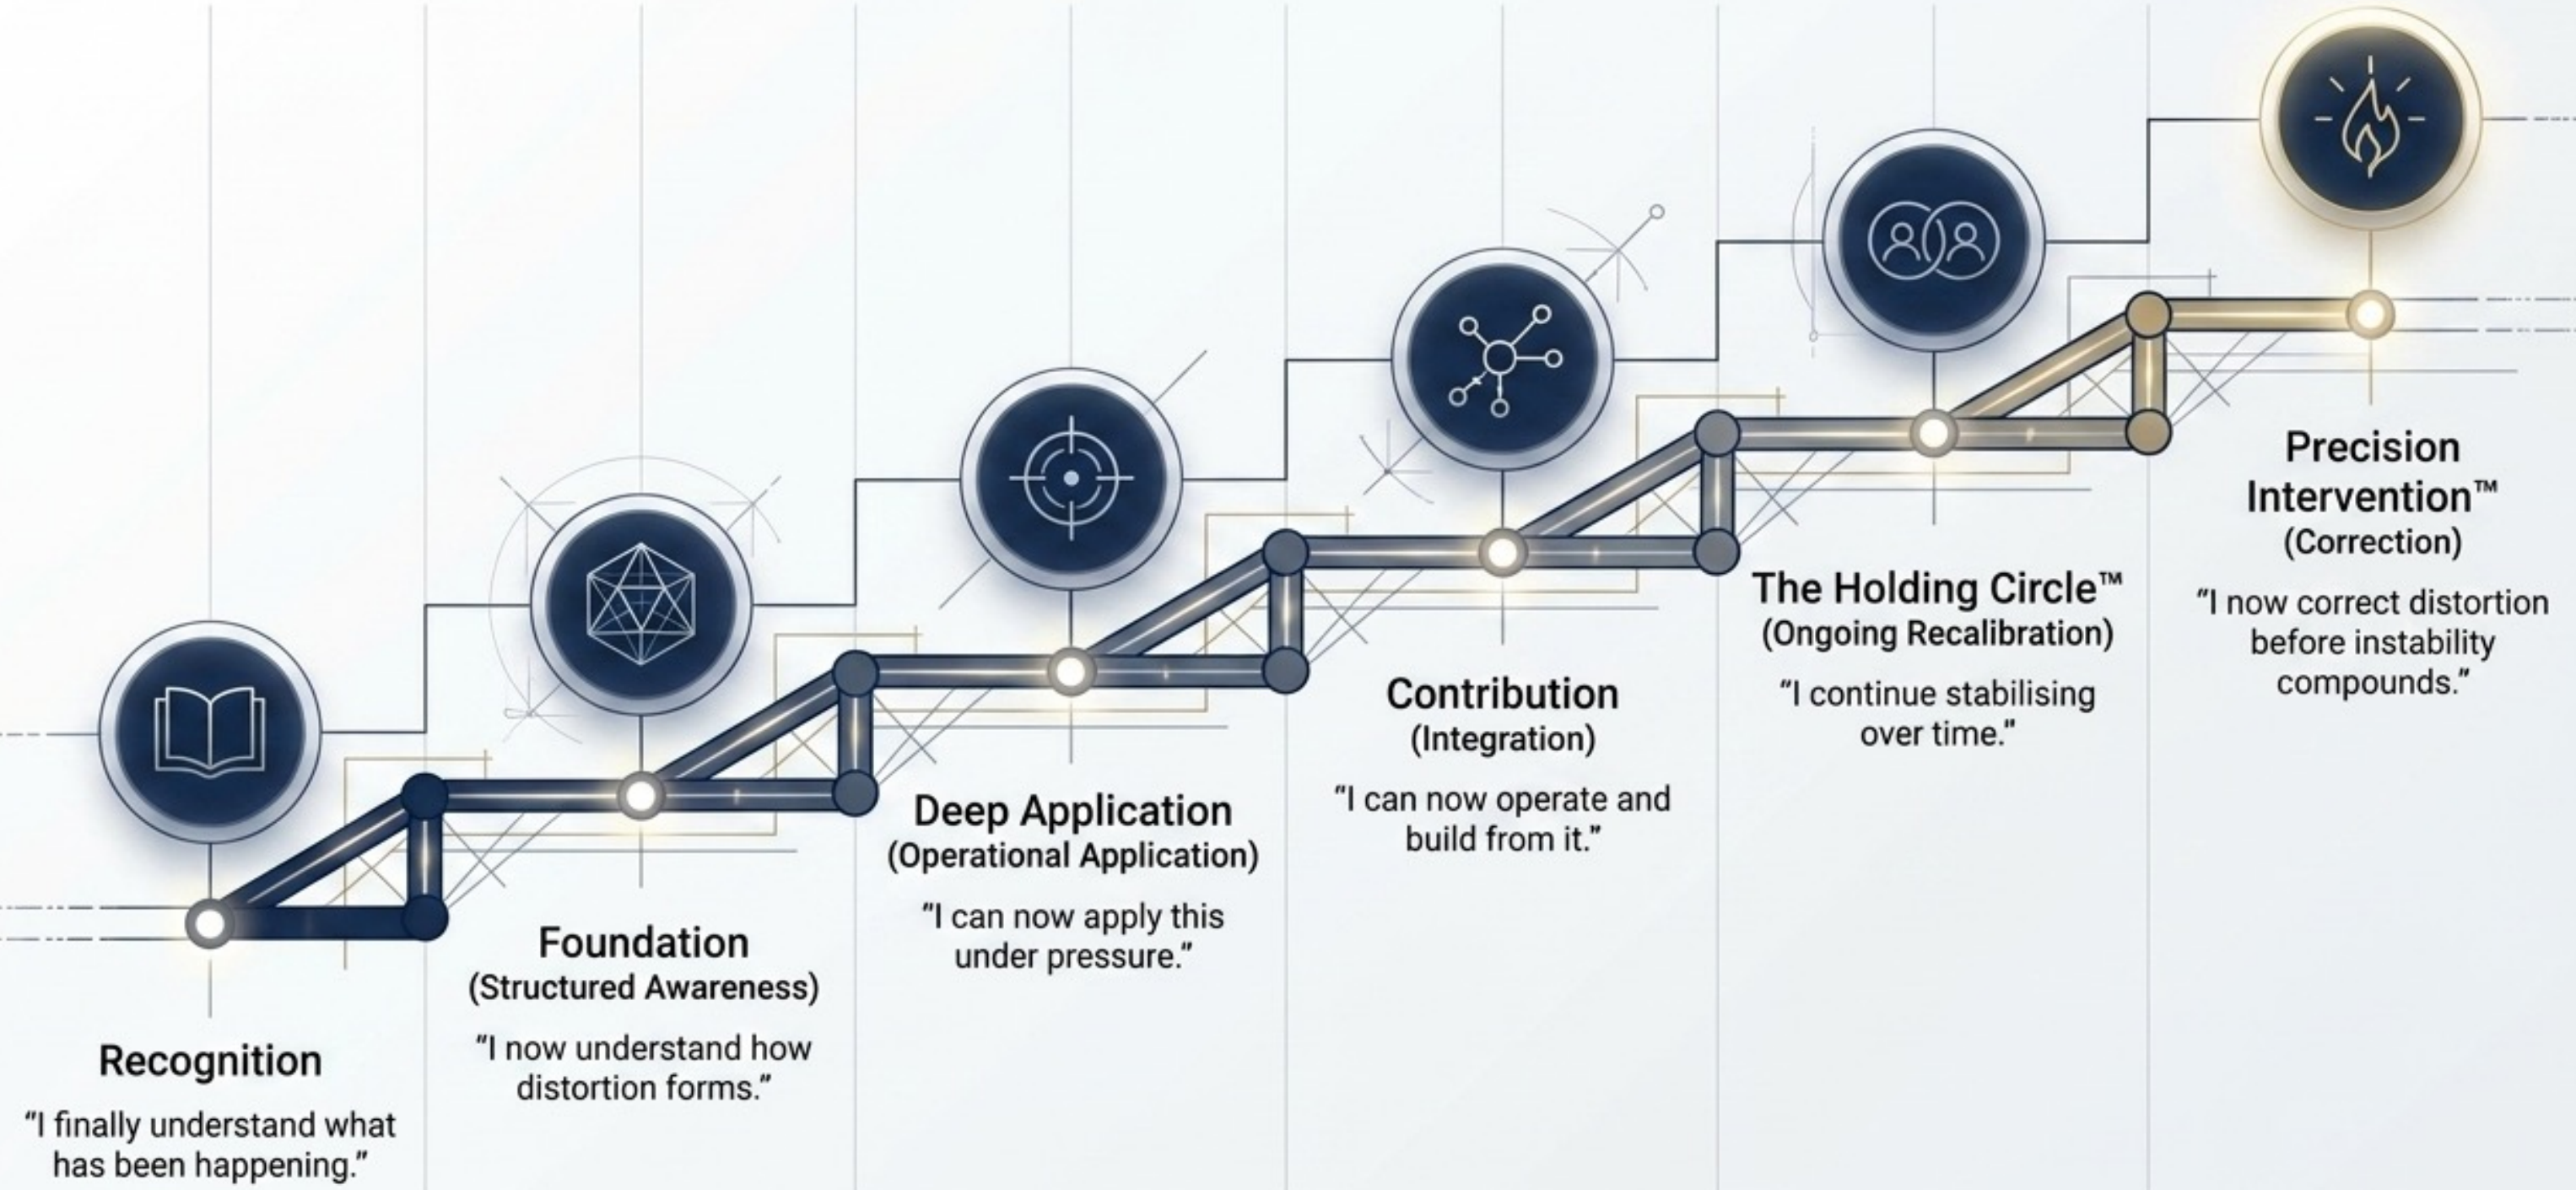 Recognition
“I finally understand what
has been happening.”
Foundation
(Structured Awareness)
“I now understand how
distortion forms.”
Deep Application
(Operational Application)
“I can now apply this
under pressure.”
Contribution
(Integration)
“I can now operate and
build from it.”
The Holding Circle™
(Ongoing Recalibration)
“I continue stabilising
over time.”
Precision
Intervention™
(Correction)
“I now correct distortion
before instability
compounds.”